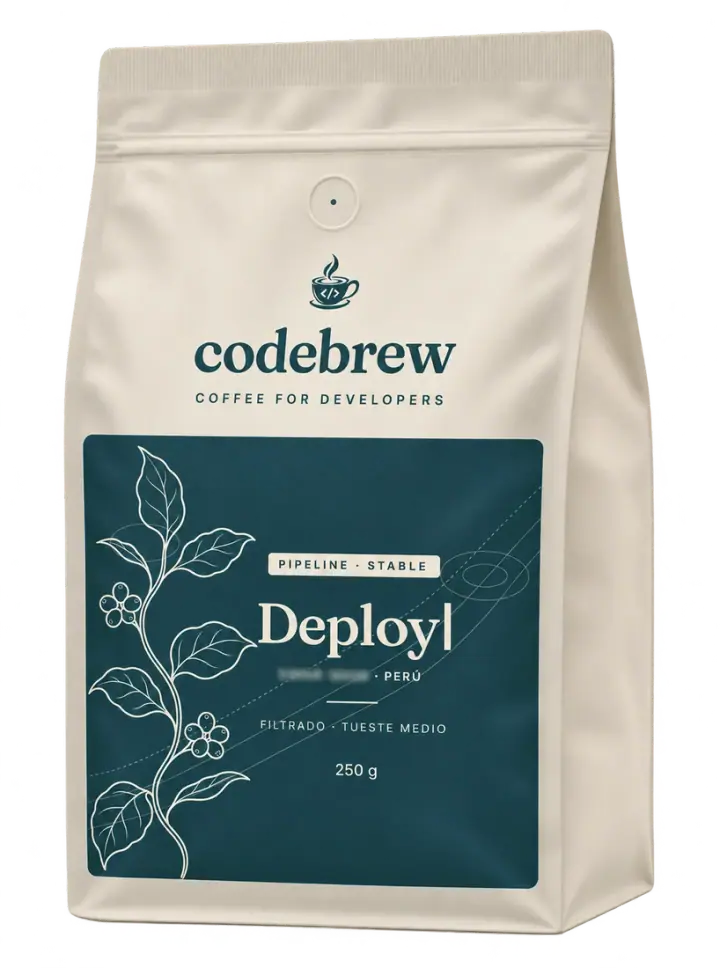 </>
codebrew
COFFEE FOR DEVELOPERS
PIPELINE · STABLE
Deploy|
· PERÚ
FILTRADO · TUESTE MEDIO
250 g